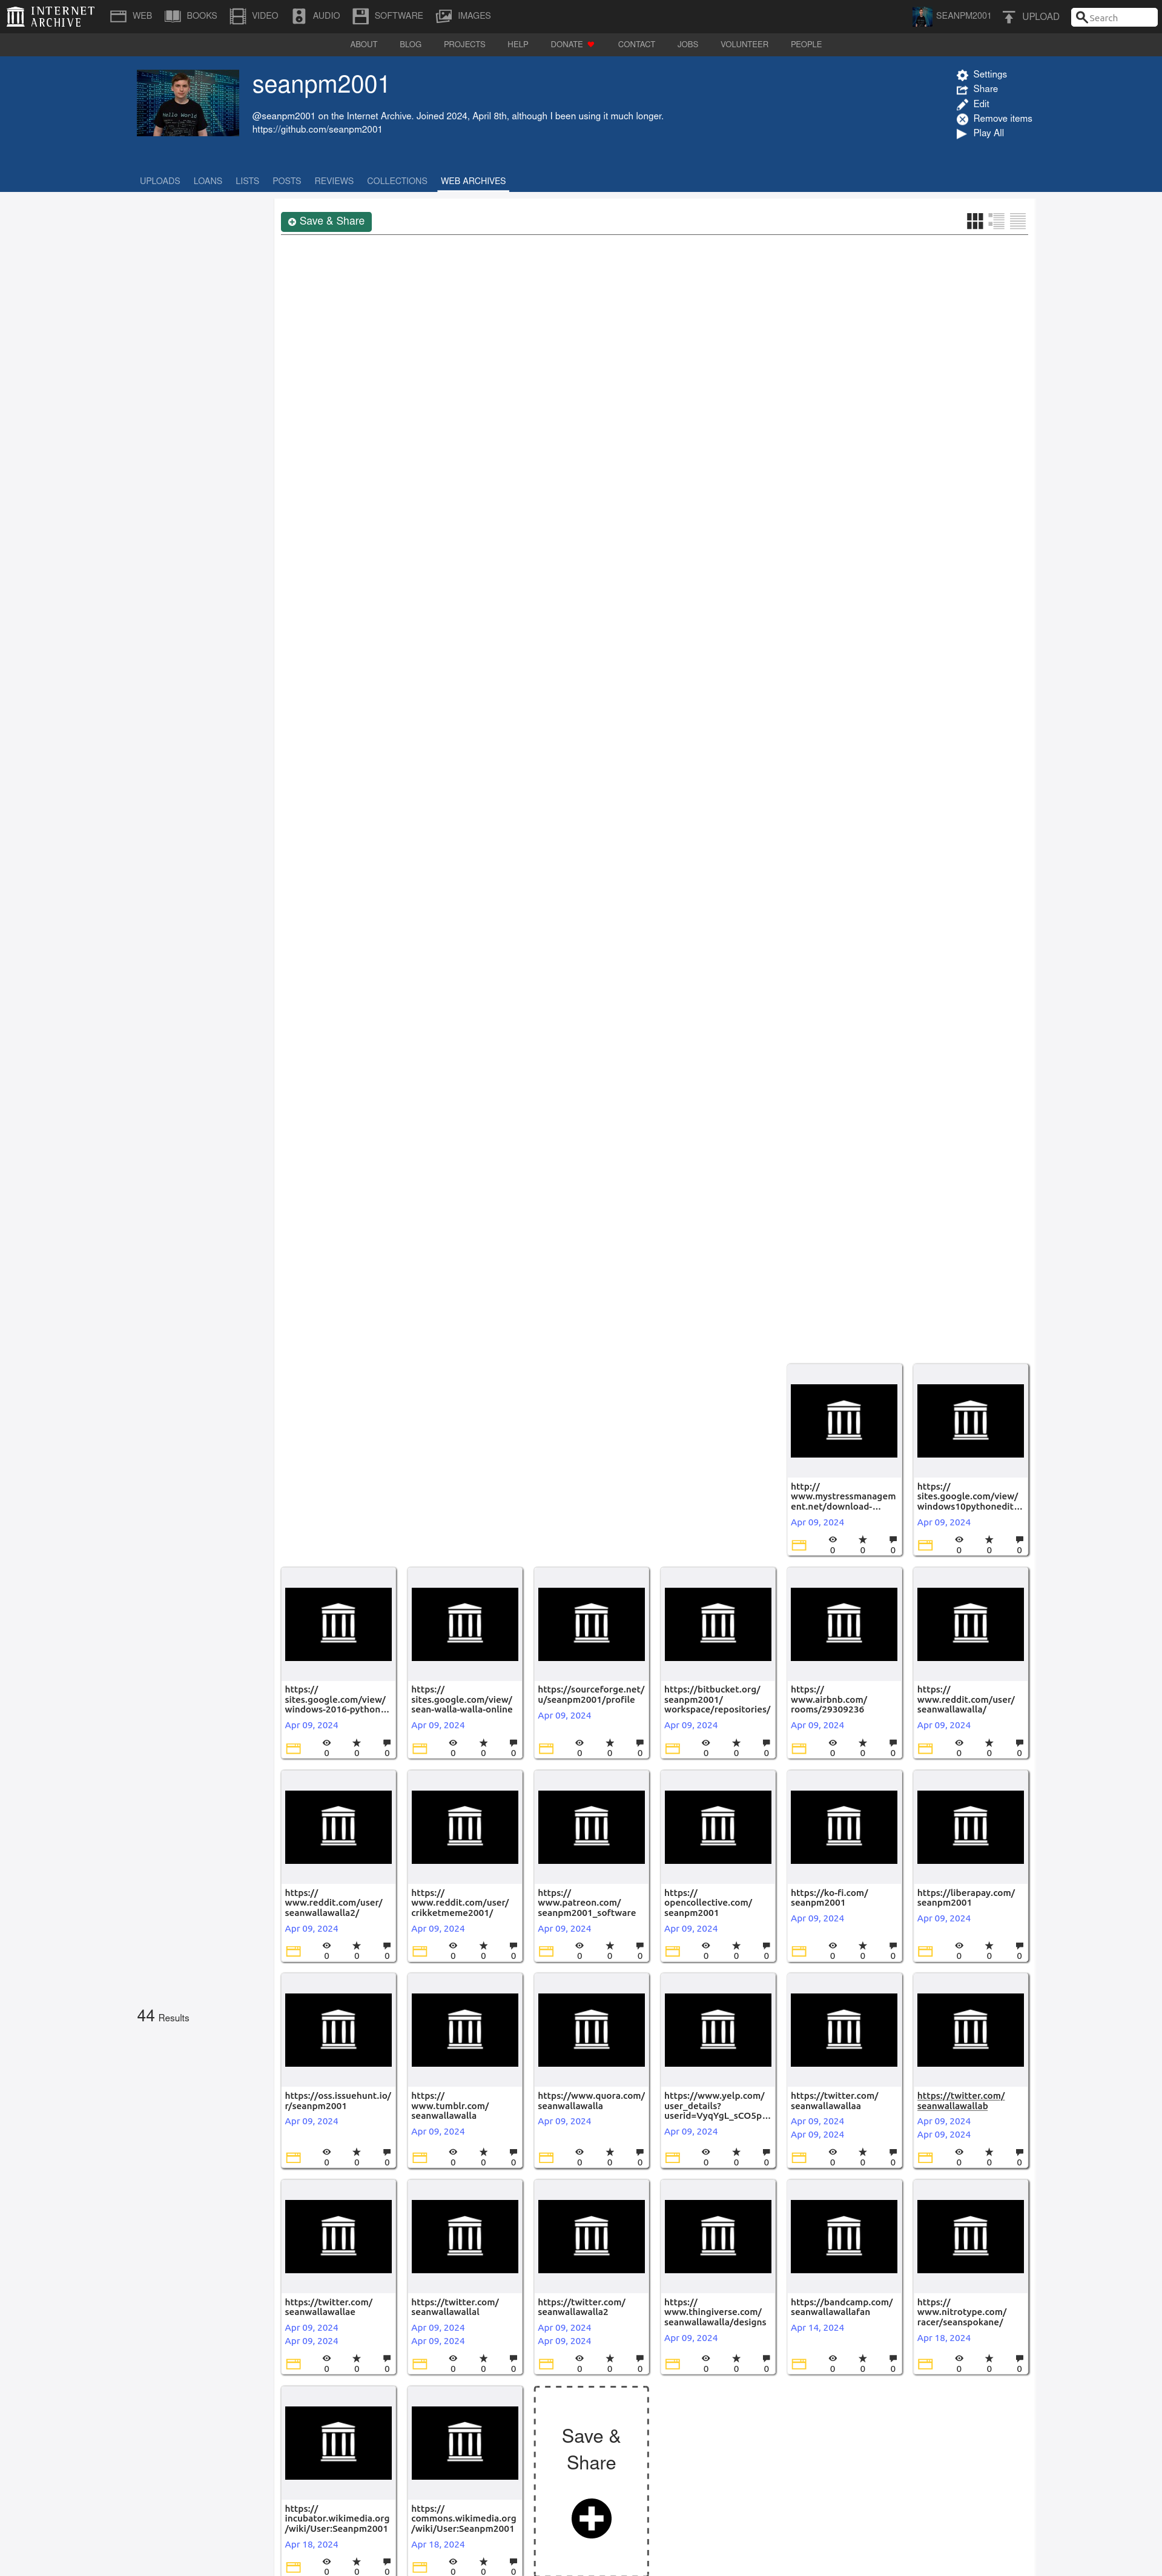 INTERNET ARCHIVE
WEB BOOKS VIDEO AUDIO SOFTWARE IMAGES SEANPM2001 UPLOAD Search
ABOUT BLOG PROJECTS HELP DONATE CONTACT JOBS VOLUNTEER PEOPLE
Hello World
seanpm2001
@seanpm2001 on the Internet Archive. Joined 2024, April 8th, although I been using it much longer.
https://github.com/seanpm2001
Settings
Share
Edit
Remove items
Play All
UPLOADS LOANS LISTS POSTS REVIEWS COLLECTIONS WEB ARCHIVES
Save & Share
44 Results
http://
www.mystressmanagem
ent.net/download-...
Apr 09, 2024
0 0 0
https://
sites.google.com/view/
windows10pythonedit...
Apr 09, 2024
0 0 0
https://
sites.google.com/view/
windows-2016-python...
Apr 09, 2024
0 0 0
https://
sites.google.com/view/
sean-walla-walla-online
Apr 09, 2024
0 0 0
https://sourceforge.net/
u/seanpm2001/profile
Apr 09, 2024
0 0 0
https://bitbucket.org/
seanpm2001/
workspace/repositories/
Apr 09, 2024
0 0 0
https://
www.airbnb.com/
rooms/29309236
Apr 09, 2024
0 0 0
https://
www.reddit.com/user/
seanwallawalla/
Apr 09, 2024
0 0 0
https://
www.reddit.com/user/
seanwallawalla2/
Apr 09, 2024
0 0 0
https://
www.reddit.com/user/
crikketmeme2001/
Apr 09, 2024
0 0 0
https://
www.patreon.com/
seanpm2001_software
Apr 09, 2024
0 0 0
https://
opencollective.com/
seanpm2001
Apr 09, 2024
0 0 0
https://ko-fi.com/
seanpm2001
Apr 09, 2024
0 0 0
https://liberapay.com/
seanpm2001
Apr 09, 2024
0 0 0
https://oss.issuehunt.io/
r/seanpm2001
Apr 09, 2024
0 0 0
https://
www.tumblr.com/
seanwallawalla
Apr 09, 2024
0 0 0
https://www.quora.com/
seanwallawalla
Apr 09, 2024
0 0 0
https://www.yelp.com/
user_details?
userid=VyqYgL_sCO5p...
Apr 09, 2024
0 0 0
https://twitter.com/
seanwallawallaa
Apr 09, 2024
Apr 09, 2024
0 0 0
https://twitter.com/
seanwallawallab
Apr 09, 2024
Apr 09, 2024
0 0 0
https://twitter.com/
seanwallawallae
Apr 09, 2024
Apr 09, 2024
0 0 0
https://twitter.com/
seanwallawallal
Apr 09, 2024
Apr 09, 2024
0 0 0
https://twitter.com/
seanwallawalla2
Apr 09, 2024
Apr 09, 2024
0 0 0
https://
www.thingiverse.com/
seanwallawalla/designs
Apr 09, 2024
0 0 0
https://bandcamp.com/
seanwallawallafan
Apr 14, 2024
0 0 0
https://
www.nitrotype.com/
racer/seanspokane/
Apr 18, 2024
0 0 0
https://
incubator.wikimedia.org
/wiki/User:Seanpm2001
Apr 18, 2024
0 0 0
https://
commons.wikimedia.org
/wiki/User:Seanpm2001
Apr 18, 2024
0 0 0
Save &
Share